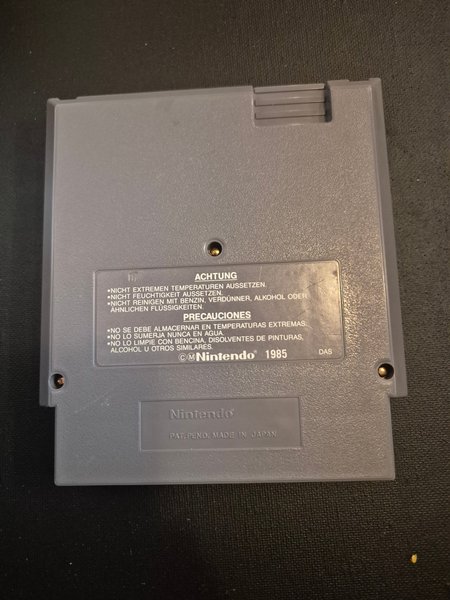 ACHTUNG
•NICHT EXTREMEN TEMPERATUREN AUSSETZEN.
•NICHT FEUCHTIGKEIT AUSSETZEN.
•NICHT REINIGEN MIT BENZIN, VERDÜNNER, ALKOHOL ODER
ÄHNLICHEN FLÜSSIGKEITEN.
PRECAUCIONES
•NO SE DEBE ALMACERNAR EN TEMPERATURAS EXTREMAS.
•NO LO SUMERJA NUNCA EN AGUA.
•NO LO LIMPIE CON BENCINA, DISOLVENTES DE PINTURAS,
ALCOHOL U OTROS SIMILARES.
©M Nintendo® 1985 DAS
Nintendo®
PAT. PEND. MADE IN JAPAN